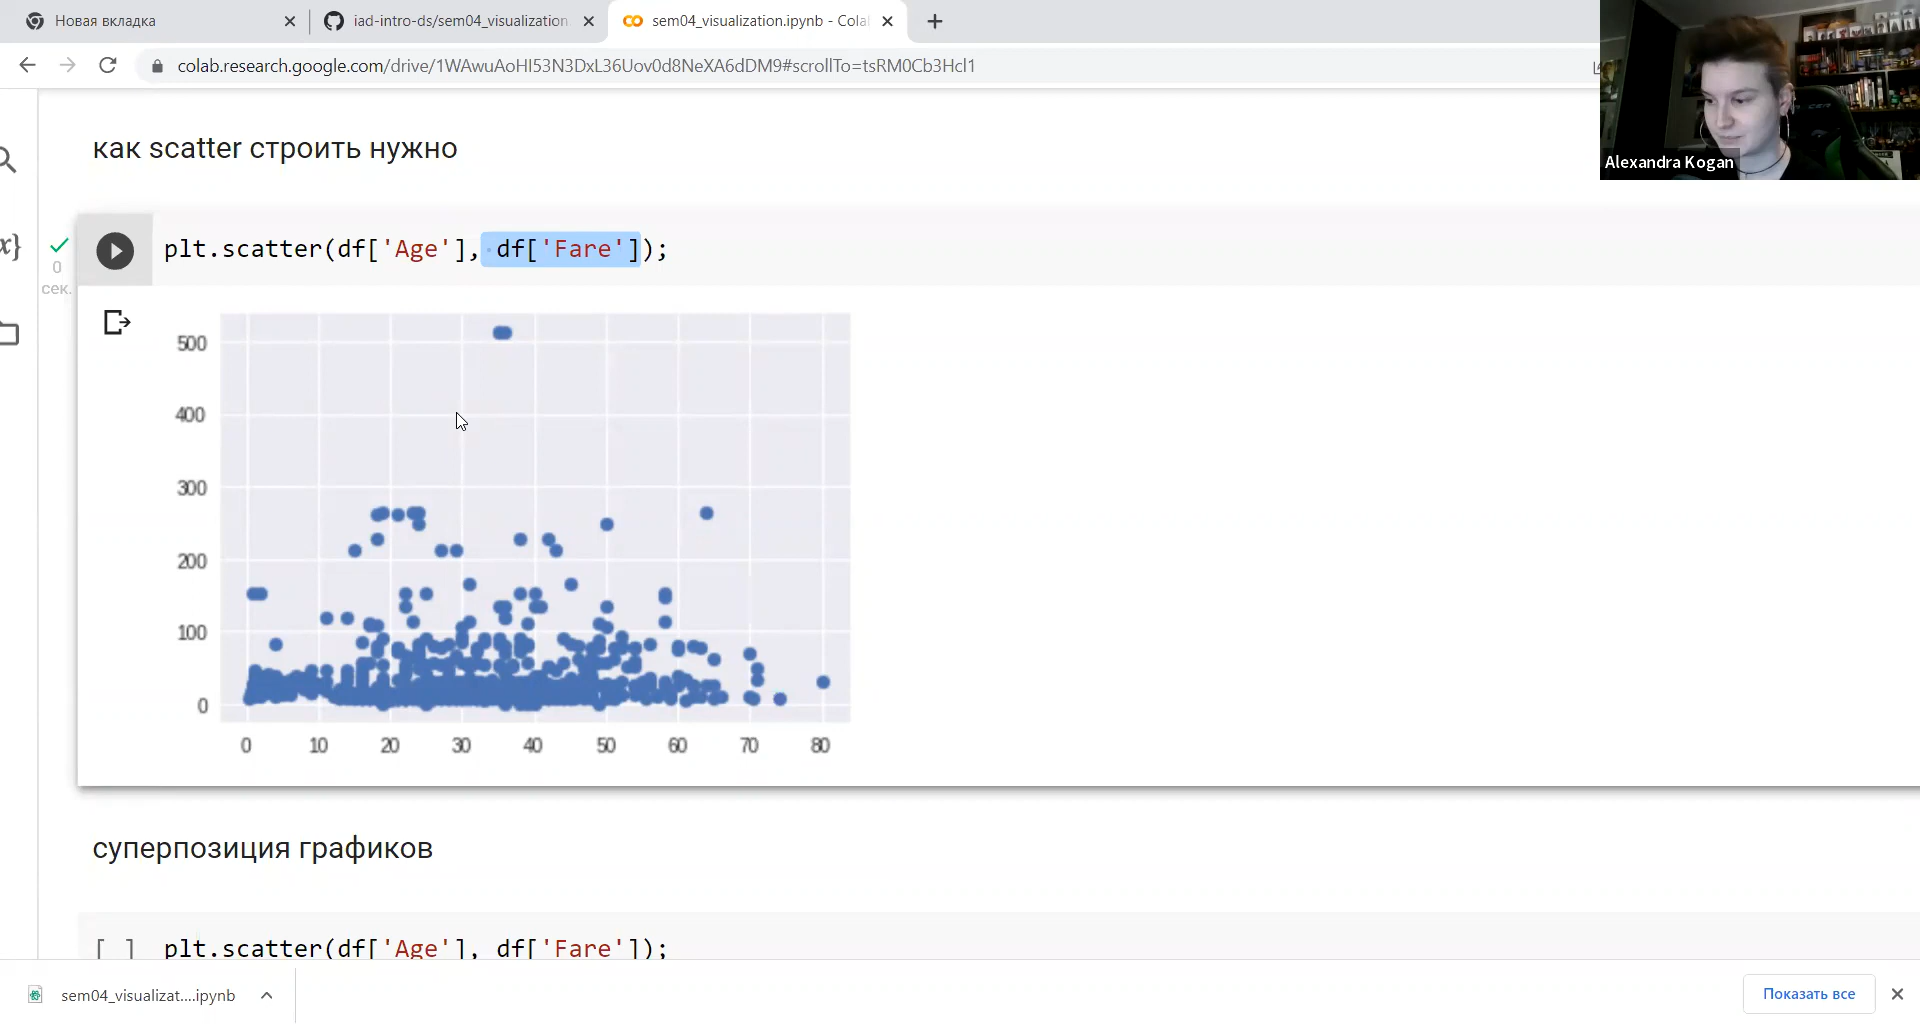 Новая вкладка
iad-intro-ds/sem04_visualization
sem04_visualization.ipynb - Cola
colab.research.google.com/drive/1WAwuAoHI53N3DxL36Uov0d8NeXA6dDM9#scrollTo=tsRM0Cb3Hcl1
Alexandra Kogan
как scatter строить нужно
{x}
plt.scatter(df['Age'], df['Fare']);
0
сек.
500
400
300
200
100
0
0 10 20 30 40 50 60 70 80
суперпозиция графиков
[ ] plt.scatter(df['Age'], df['Fare']);
sem04_visualizat....ipynb
Показать все